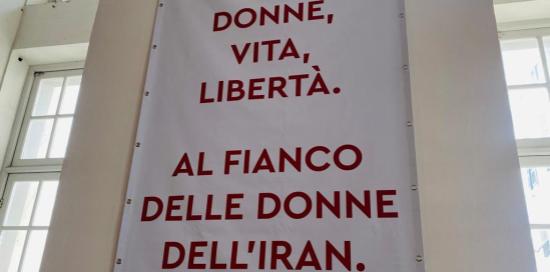 DONNE,
VITA,
LIBERTÀ.
AL FIANCO
DELLE DONNE
DELL'IRAN.